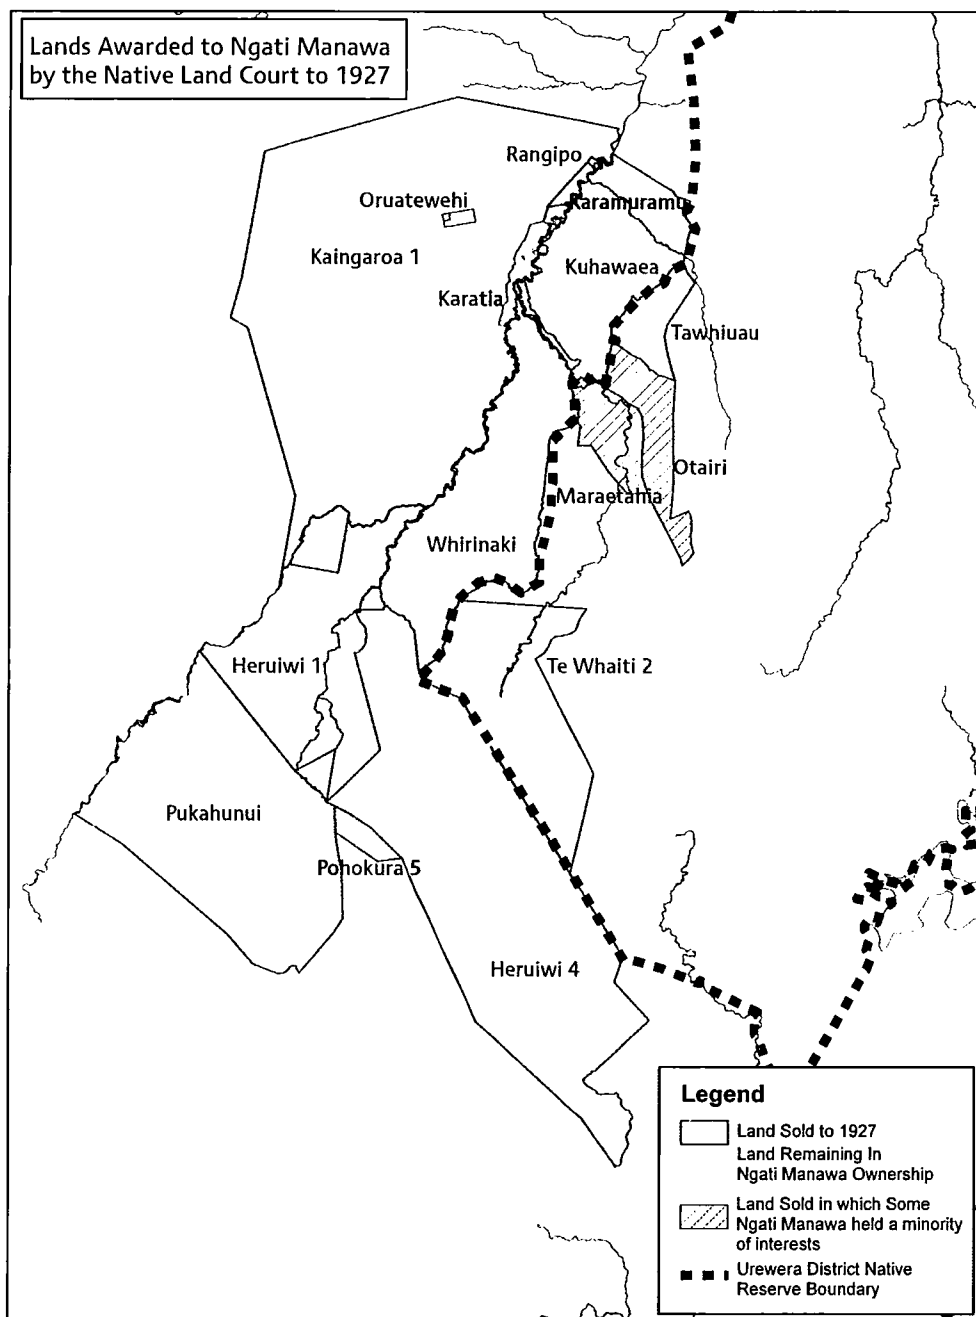 Lands Awarded to Ngati Manawa
by the Native Land Court to 1927
Rangipo
Oruatewehi
Karamuramu
Kaingaroa 1
Kuhawaea
Karatia
Tawhiuau
Otairi
Maraetahia
Whirinaki
Heruiwi 1
Te Whaiti 2
Pukahunui
Pohokura 5
Heruiwi 4
Legend
Land Sold to 1927
Land Remaining In
Ngati Manawa Ownership
Land Sold in which Some
Ngati Manawa held a minority
of interests
Urewera District Native
Reserve Boundary